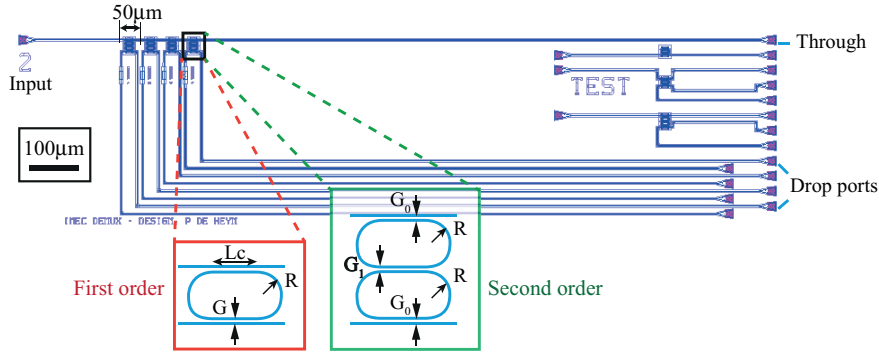 50µm
2
Input
Through
TEST
100µm
Drop ports
IMEC DEMUX - DESIGN P DE HEYN
First order
Lc
R
G
G0
R
G1
R
G0
Second order